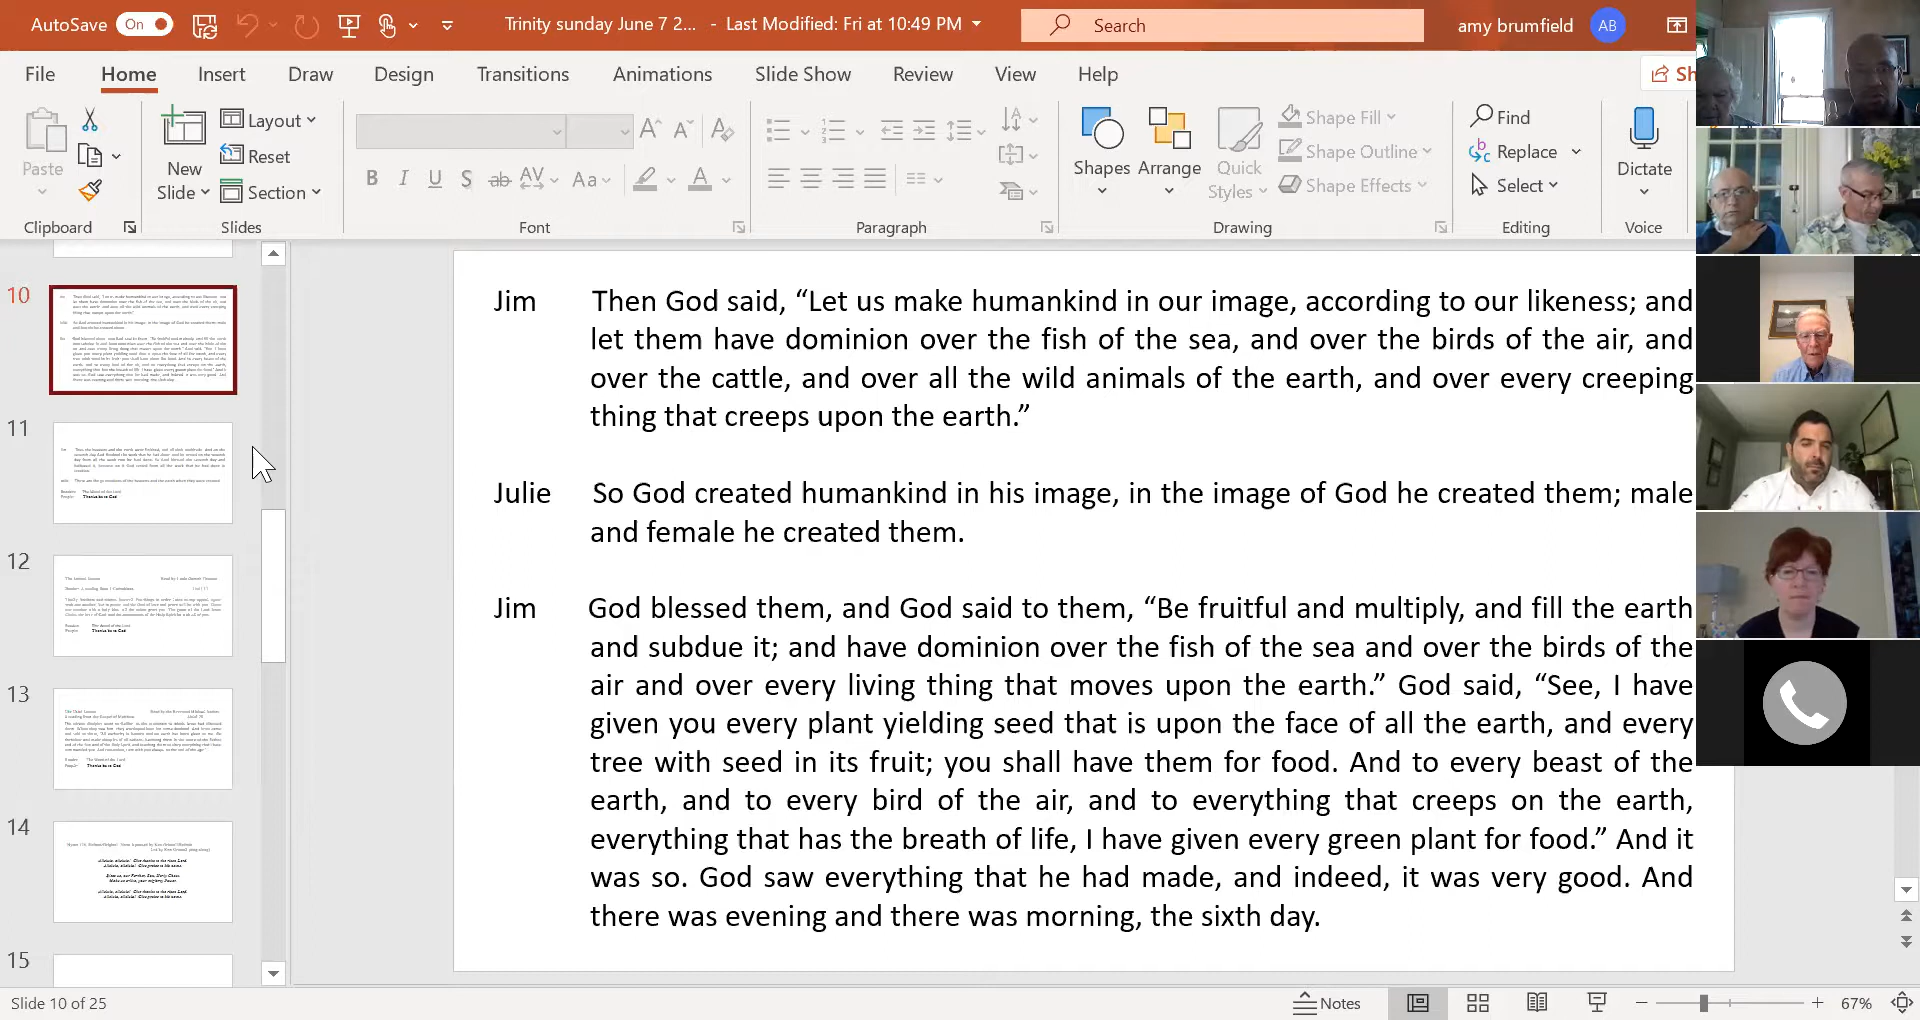 AutoSave On Trinity sunday June 7 2... - Last Modified: Fri at 10:49 PM Search amy brumfield AB
File Home Insert Draw Design Transitions Animations Slide Show Review View Help Sh
Paste
New
Slide
Layout
Reset
Section
B I U S ab AV Aa A
Shapes Arrange Quick
Styles
Shape Fill
Shape Outline
Shape Effects
Find
Replace
Select
Dictate
Clipboard Slides Font Paragraph Drawing Editing Voice
10
11
12
13
14
15
Jim Then God said, “Let us make humankind in our image, according to our likeness; and
let them have dominion over the fish of the sea, and over the birds of the air, and
over the cattle, and over all the wild animals of the earth, and over every creeping
thing that creeps upon the earth.”
Julie So God created humankind in his image, in the image of God he created them; male
and female he created them.
Jim God blessed them, and God said to them, “Be fruitful and multiply, and fill the earth
and subdue it; and have dominion over the fish of the sea and over the birds of the
air and over every living thing that moves upon the earth.” God said, “See, I have
given you every plant yielding seed that is upon the face of all the earth, and every
tree with seed in its fruit; you shall have them for food. And to every beast of the
earth, and to every bird of the air, and to everything that creeps on the earth,
everything that has the breath of life, I have given every green plant for food.” And it
was so. God saw everything that he had made, and indeed, it was very good. And
there was evening and there was morning, the sixth day.
Slide 10 of 25 Notes 67%